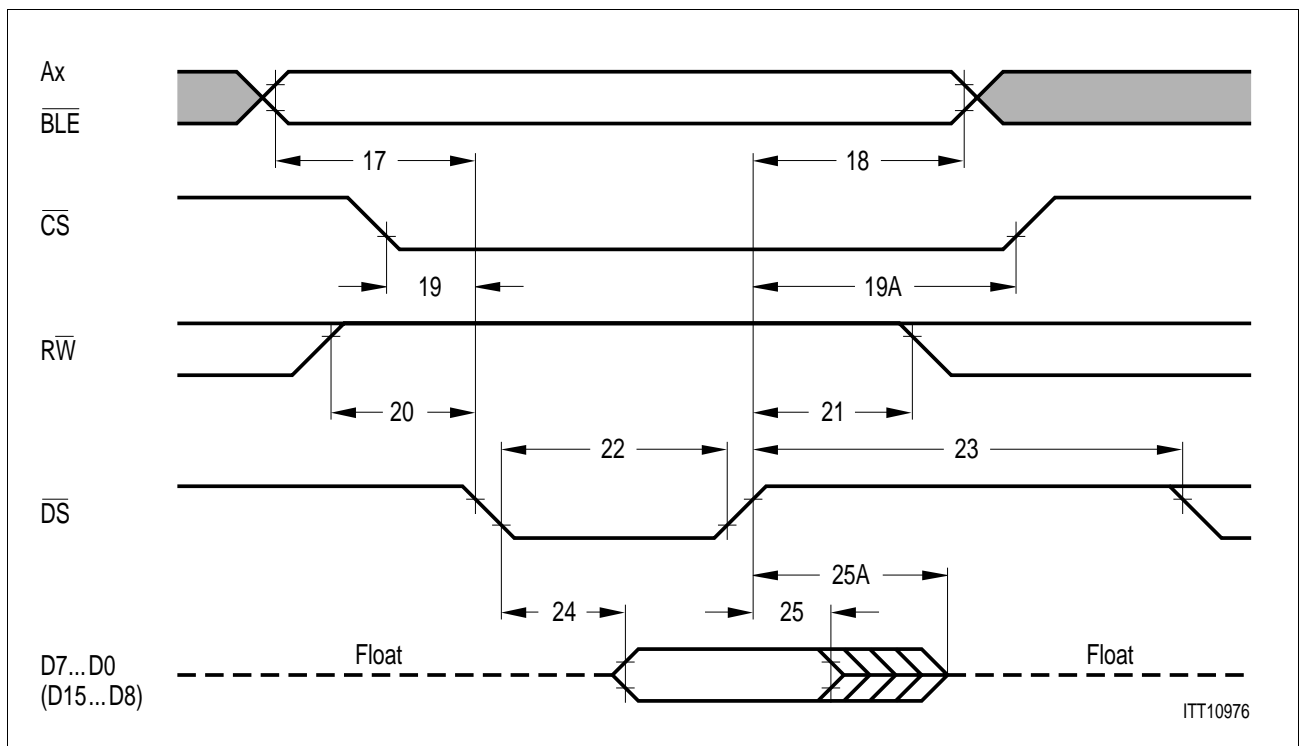 Ax
BLE
17
18
CS
19
19A
RW
20
21
22
23
DS
25A
24
25
D7...D0
Float
Float
(D15...D8)
ITT10976